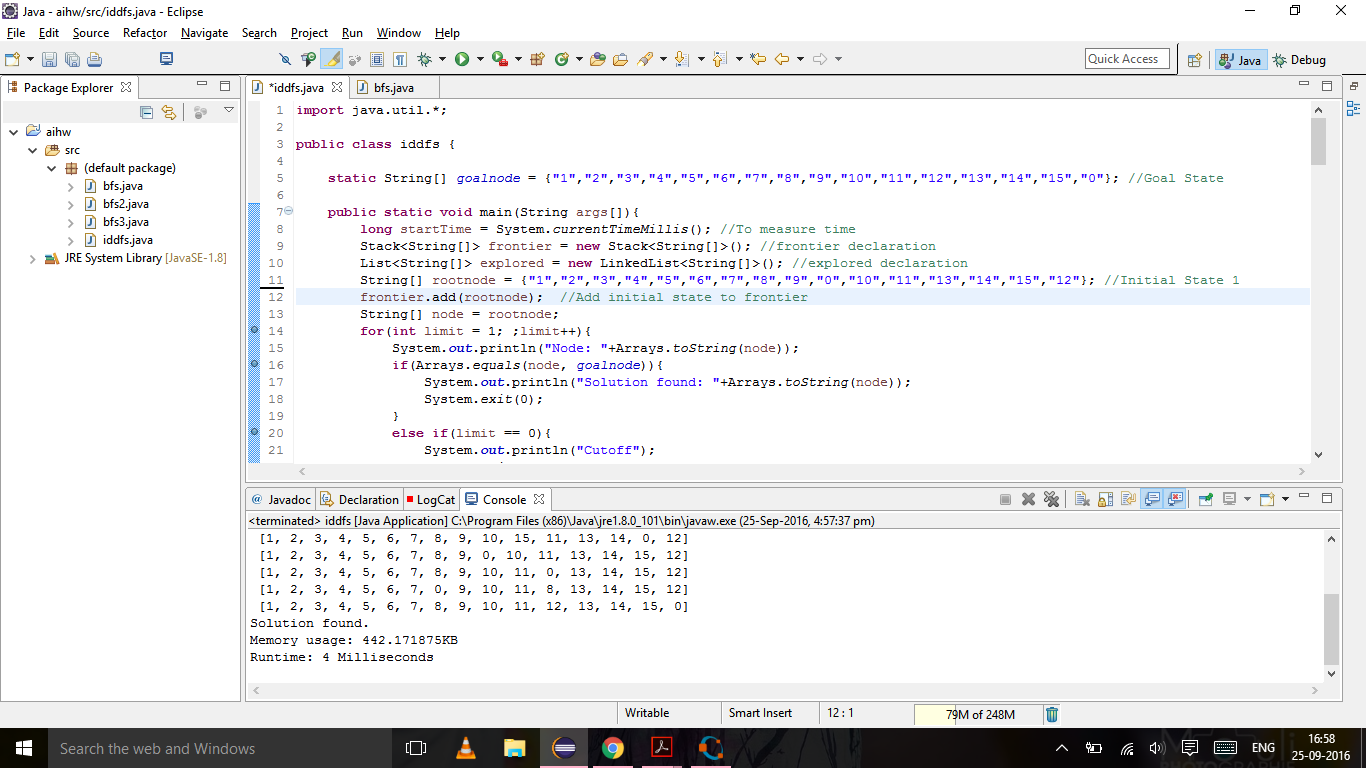 Java - aihw/src/iddfs.java - Eclipse
File Edit Source Refactor Navigate Search Project Run Window Help
Quick Access Java Debug
Package Explorer
aihw
src
(default package)
bfs.java
bfs2.java
bfs3.java
iddfs.java
JRE System Library [JavaSE-1.8]
*iddfs.java bfs.java
1 import java.util.*;
2
3 public class iddfs {
4
5 static String[] goalnode = {"1","2","3","4","5","6","7","8","9","10","11","12","13","14","15","0"}; //Goal State
6
7 public static void main(String args[]){
8 long startTime = System.currentTimeMillis(); //To measure time
9 Stack<String[]> frontier = new Stack<String[]>(); //frontier declaration
10 List<String[]> explored = new LinkedList<String[]>(); //explored declaration
11 String[] rootnode = {"1","2","3","4","5","6","7","8","9","0","10","11","13","14","15","12"}; //Initial State 1
12 frontier.add(rootnode); //Add initial state to frontier
13 String[] node = rootnode;
14 for(int limit = 1; ;limit++){
15 System.out.println("Node: "+Arrays.toString(node));
16 if(Arrays.equals(node, goalnode)){
17 System.out.println("Solution found: "+Arrays.toString(node));
18 System.exit(0);
19 }
20 else if(limit == 0){
21 System.out.println("Cutoff");
@ Javadoc Declaration LogCat Console
<terminated> iddfs [Java Application] C:\Program Files (x86)\Java\jre1.8.0_101\bin\javaw.exe (25-Sep-2016, 4:57:37 pm)
[1, 2, 3, 4, 5, 6, 7, 8, 9, 10, 15, 11, 13, 14, 0, 12]
[1, 2, 3, 4, 5, 6, 7, 8, 9, 0, 10, 11, 13, 14, 15, 12]
[1, 2, 3, 4, 5, 6, 7, 8, 9, 10, 11, 0, 13, 14, 15, 12]
[1, 2, 3, 4, 5, 6, 7, 0, 9, 10, 11, 8, 13, 14, 15, 12]
[1, 2, 3, 4, 5, 6, 7, 8, 9, 10, 11, 12, 13, 14, 15, 0]
Solution found.
Memory usage: 442.171875KB
Runtime: 4 Milliseconds
Writable Smart Insert 12 : 1 79M of 248M
Search the web and Windows
ENG
16:58
25-09-2016